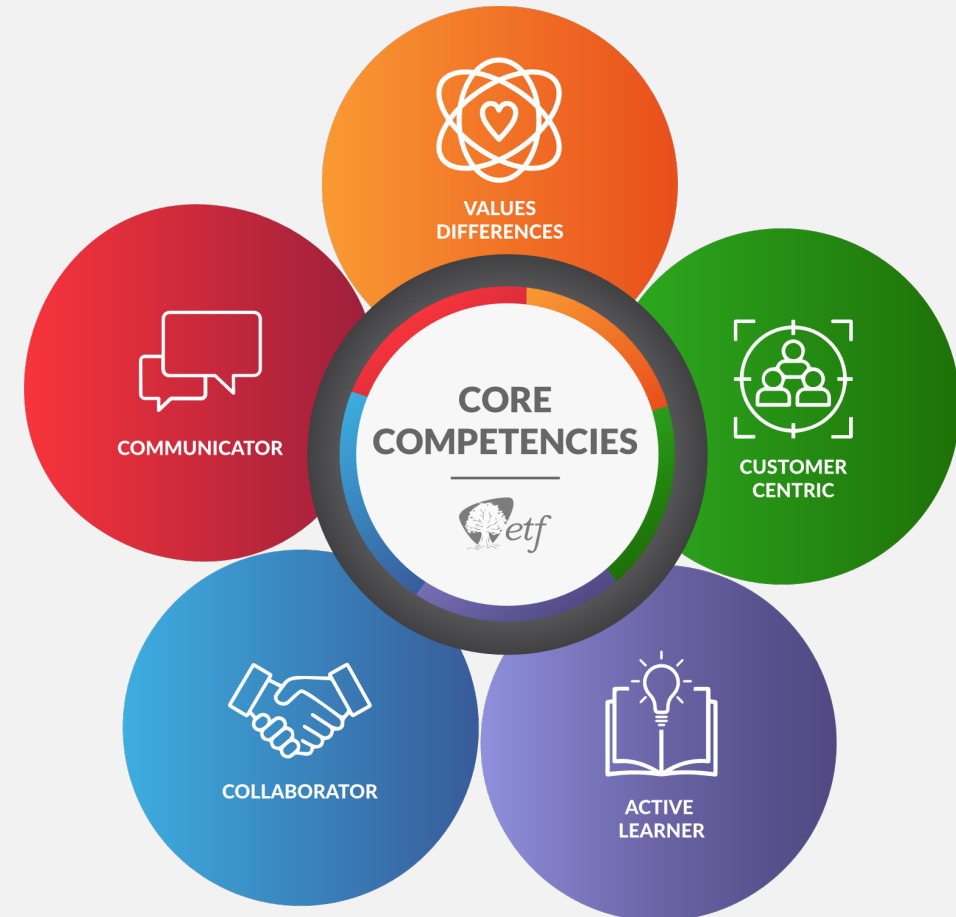 VALUES
DIFFERENCES
COMMUNICATOR
CORE
COMPETENCIES
etf
CUSTOMER
CENTRIC
COLLABORATOR
ACTIVE
LEARNER